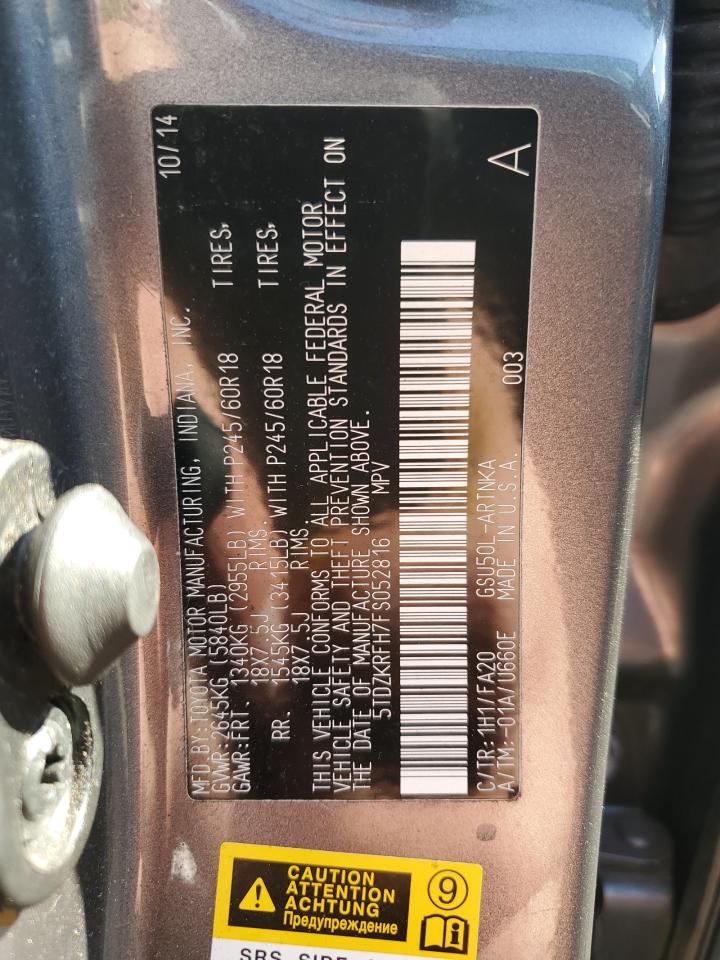 MFD.BY:TOYOTA MOTOR MANUFACTURING, INDIANA, INC. 10/14
GVWR:2645KG (5840LB)
GAWR:FRT. 1340KG (2955LB) WITH P245/60R18 TIRES,
18X7.5J RIMS.
RR. 1545KG (3415LB) WITH P245/60R18 TIRES,
18X7.5J RIMS.
THIS VEHICLE CONFORMS TO ALL APPLICABLE FEDERAL MOTOR
VEHICLE SAFETY AND THEFT PREVENTION STANDARDS IN EFFECT ON
THE DATE OF MANUFACTURE SHOWN ABOVE.
5TDZKRFH7FS052816 MPV
C/TR:1H1/FA20 GSU50L-ARTNKA 003 A
A/TM:-01A/U660E MADE IN U.S.A.
CAUTION
ATTENTION
ACHTUNG
Предупреждение
9
i
SRS SIDE